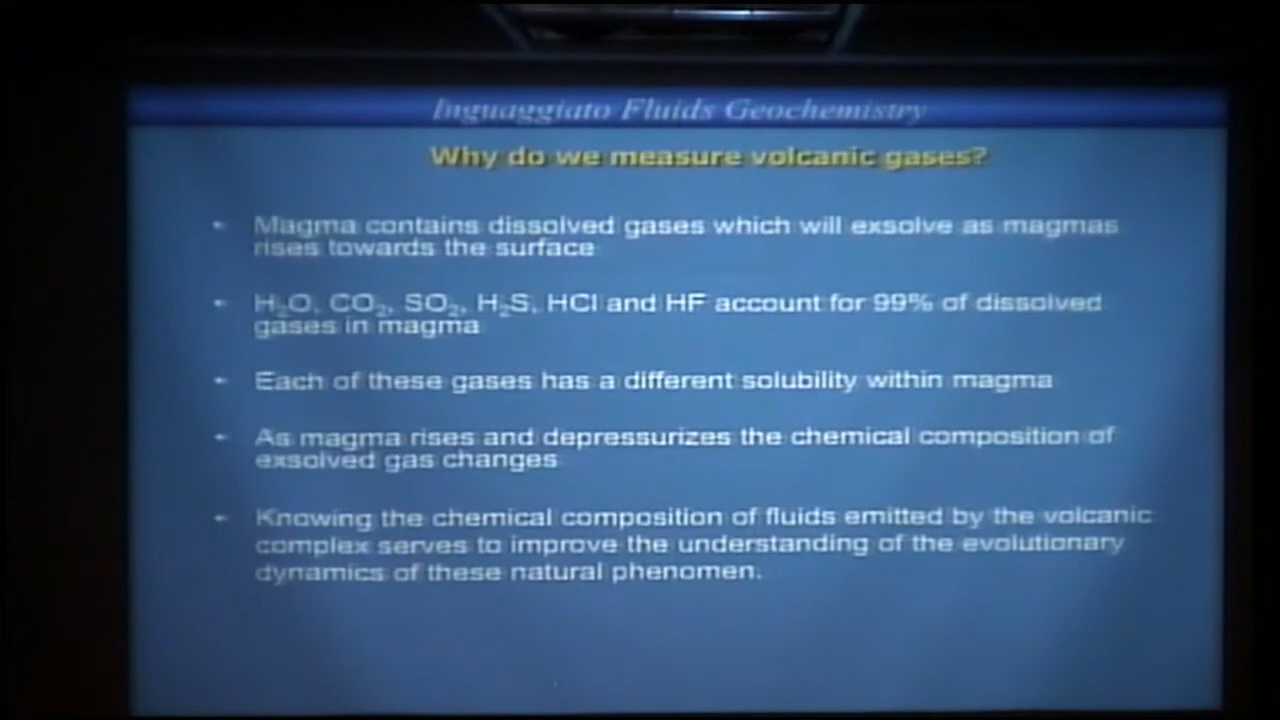 Inguaggiato Fluids Geochemistry
Why do we measure volcanic gases?
- Magma contains dissolved gases which will exsolve as magmas
rises towards the surface
- H₂O, CO₂, SO₂, H₂S, HCl and HF account for 99% of dissolved
gases in magma
- Each of these gases has a different solubility within magma
- As magma rises and depressurizes the chemical composition of
exsolved gas changes
- Knowing the chemical composition of fluids emitted by the volcanic
complex serves to improve the understanding of the evolutionary
dynamics of these natural phenomen.